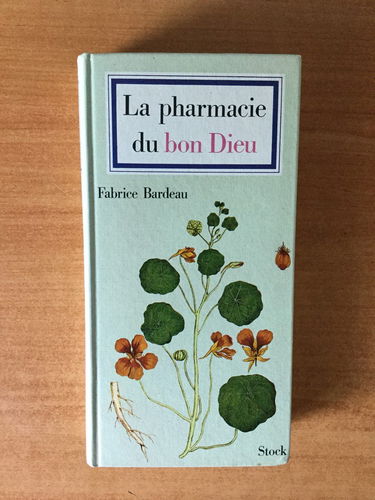 La pharmacie
du bon Dieu
Fabrice Bardeau
Stock